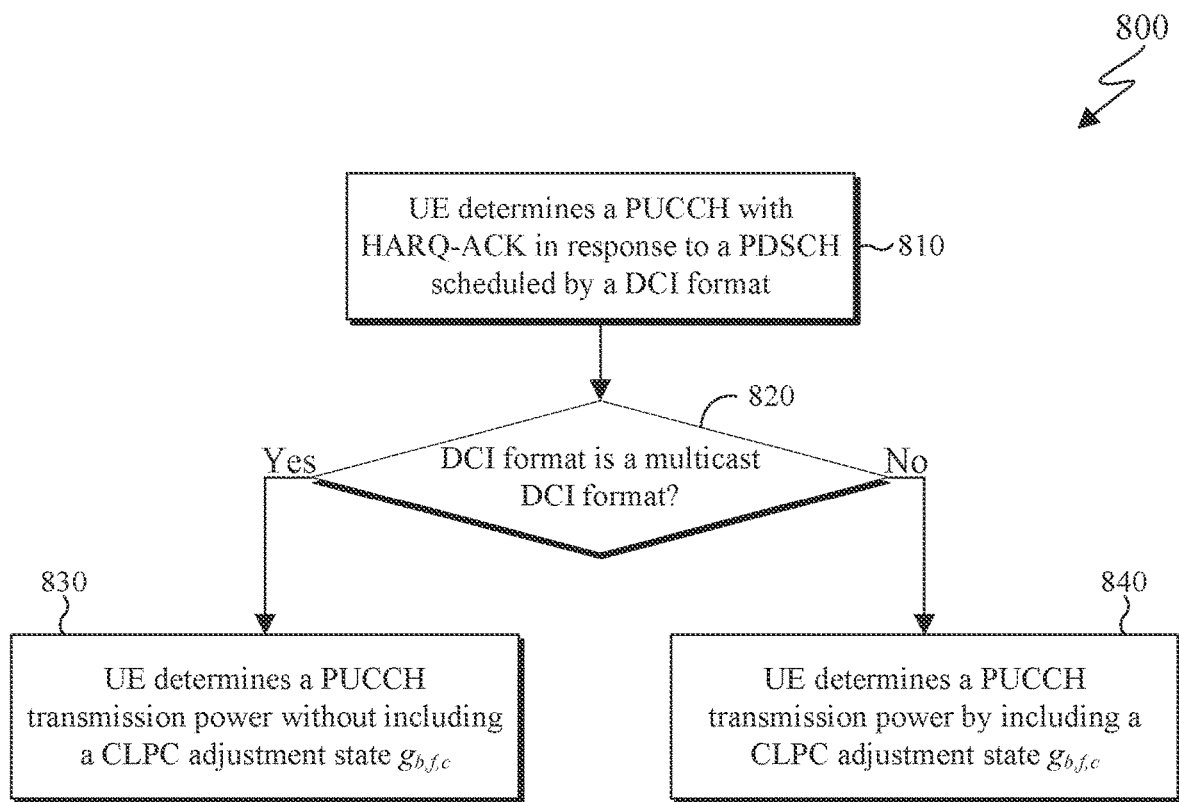 800
UE determines a PUCCH with
HARQ-ACK in response to a PDSCH
scheduled by a DCI format
810
820
Yes
DCI format is a multicast
DCI format?
No
830
840
UE determines a PUCCH
transmission power without including
a CLPC adjustment state g_{b,f,c}
UE determines a PUCCH
transmission power by including a
CLPC adjustment state g_{b,f,c}